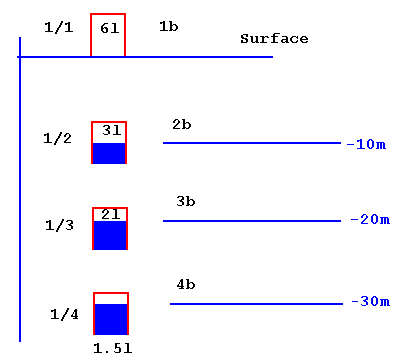 1/1 6l 1b
Surface
1/2 3l 2b
-10m
1/3 2l 3b
-20m
1/4 4b
-30m
1.5l